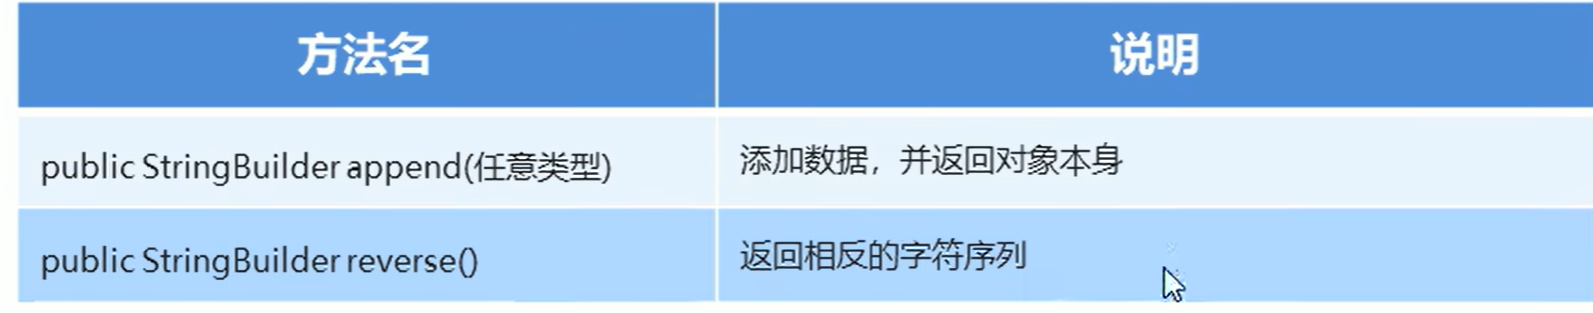 方法名 说明
public StringBuilder append(任意类型) 添加数据，并返回对象本身
public StringBuilder reverse() 返回相反的字符序列